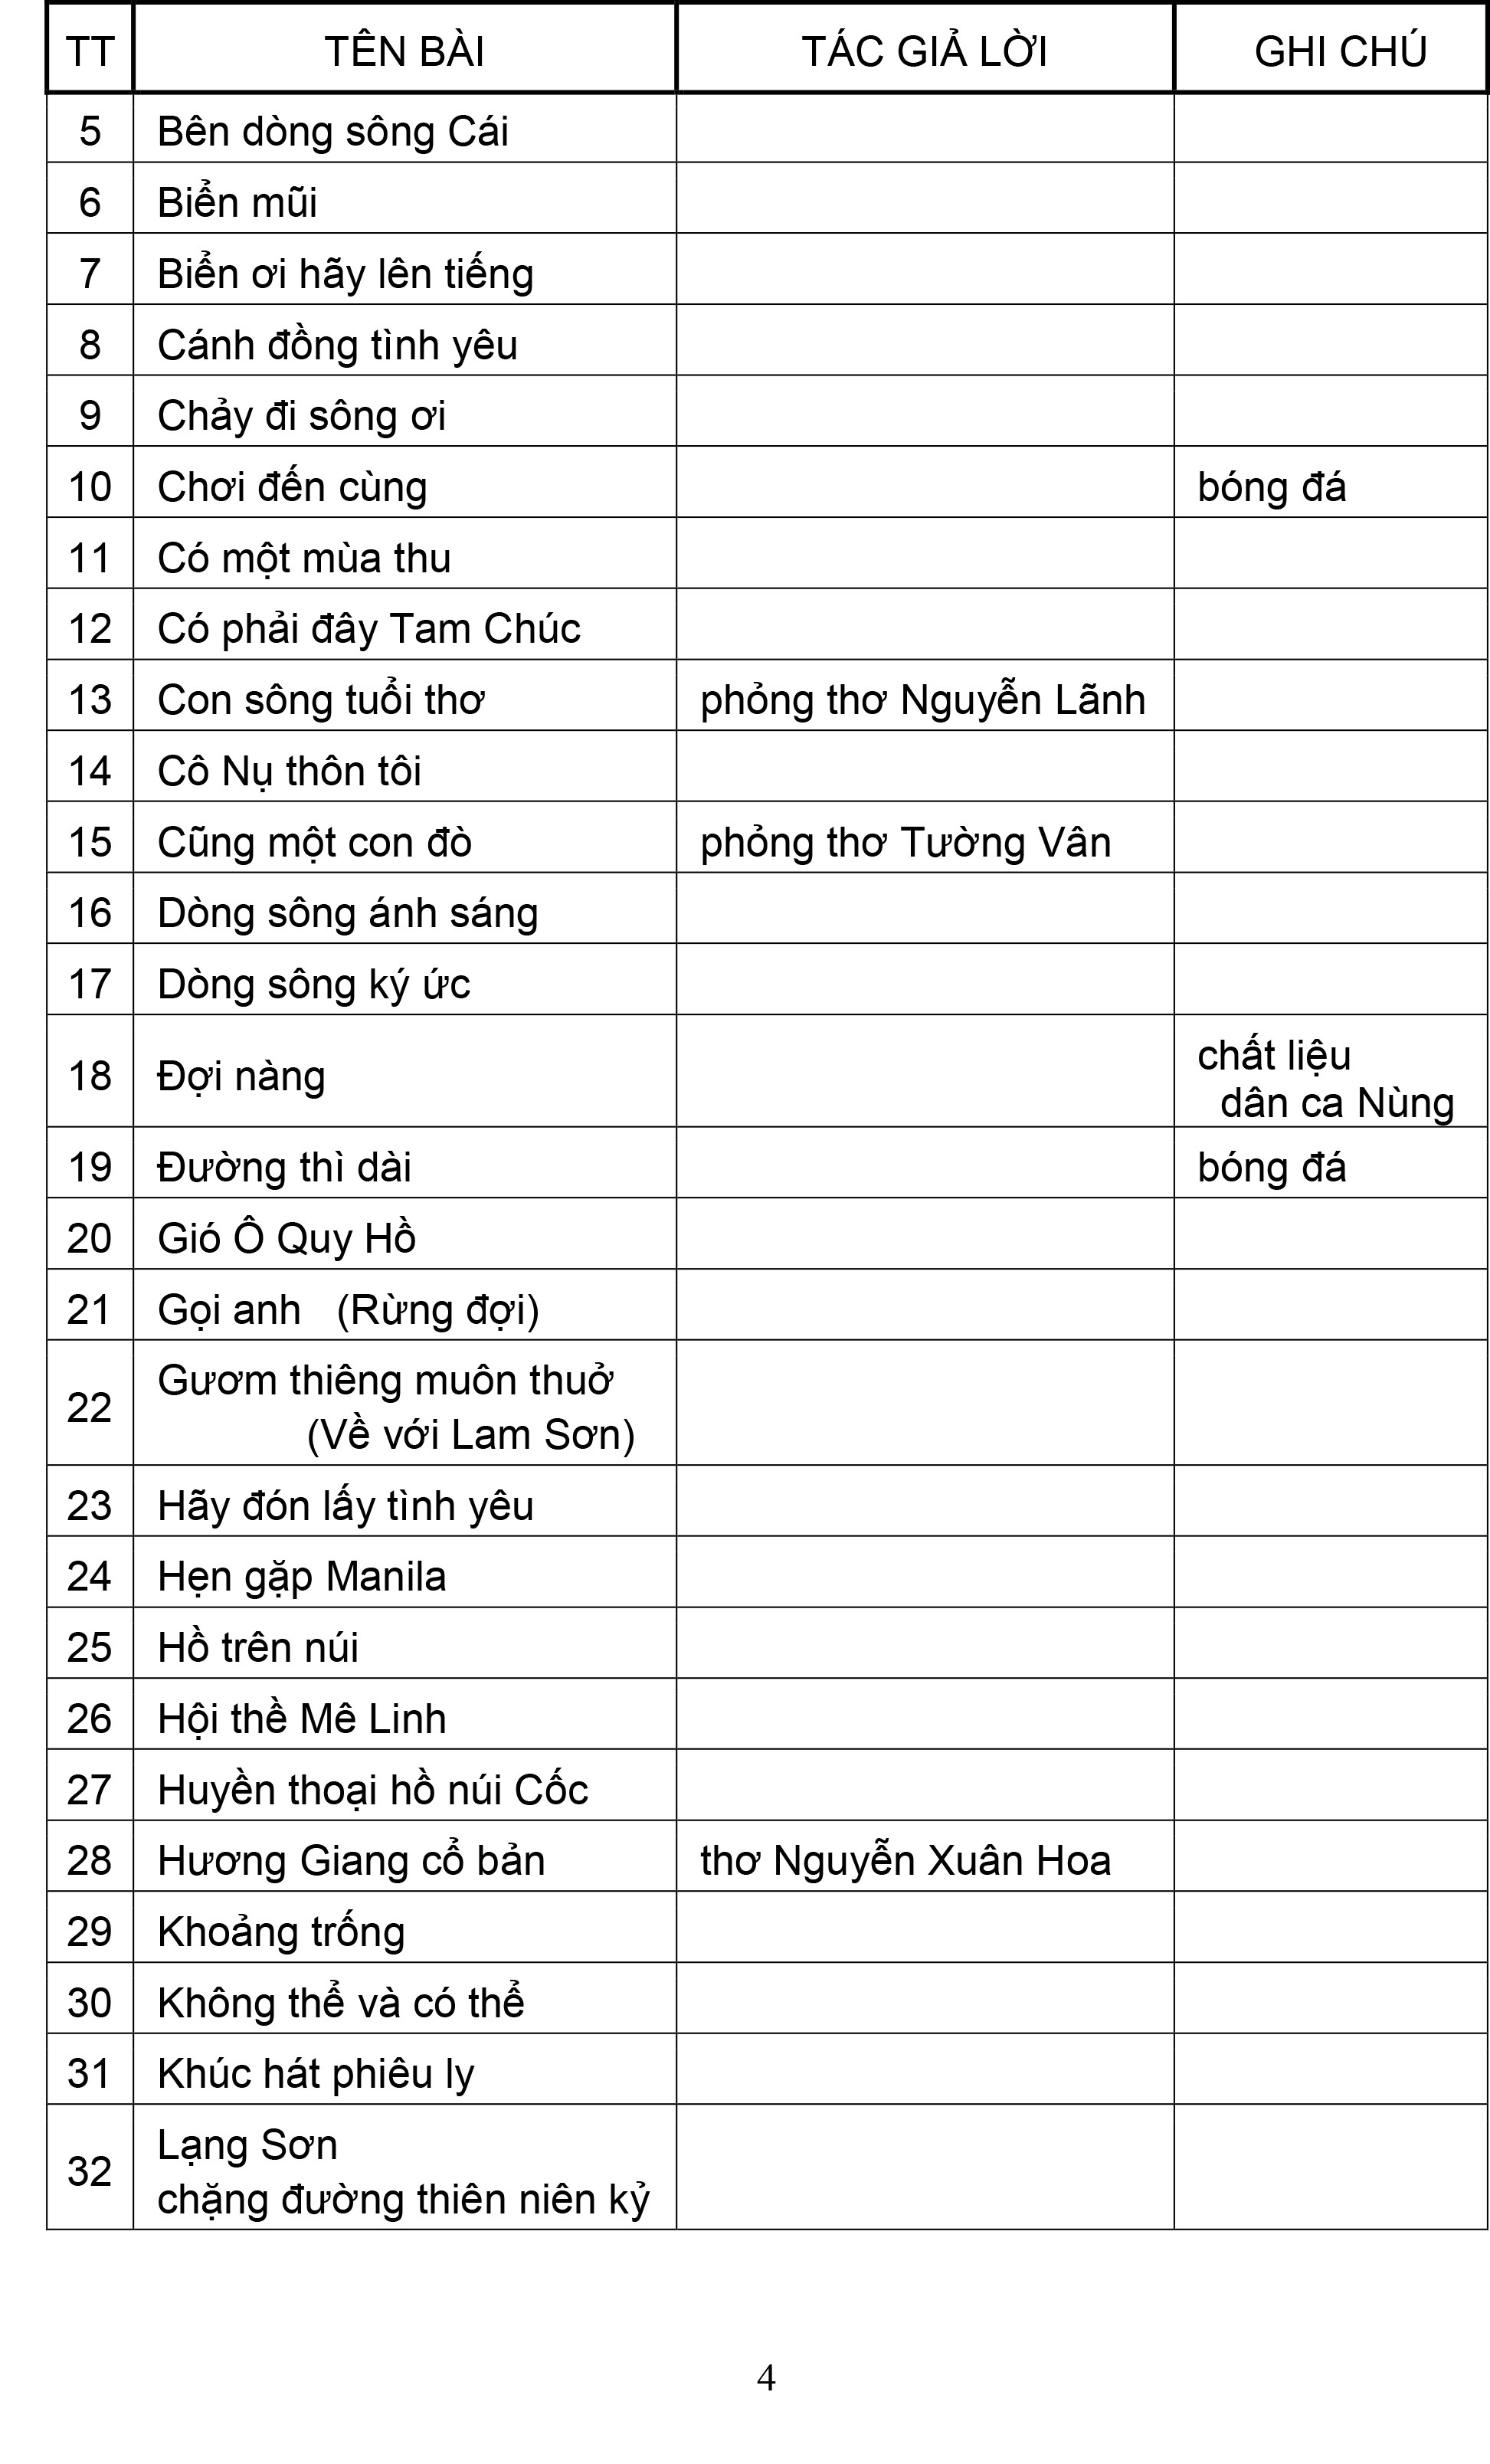 TT TÊN BÀI TÁC GIẢ LỜI GHI CHÚ
5 Bên dòng sông Cái
6 Biển mũi
7 Biển ơi hãy lên tiếng
8 Cánh đồng tình yêu
9 Chảy đi sông ơi
10 Chơi đến cùng bóng đá
11 Có một mùa thu
12 Có phải đây Tam Chúc
13 Con sông tuổi thơ phỏng thơ Nguyễn Lãnh
14 Cô Nụ thôn tôi
15 Cũng một con đò phỏng thơ Tường Vân
16 Dòng sông ánh sáng
17 Dòng sông ký ức
18 Đợi nàng chất liệu
dân ca Nùng
19 Đường thì dài bóng đá
20 Gió Ô Quy Hồ
21 Gọi anh (Rừng đợi)
22 Gươm thiêng muôn thuở
(Về với Lam Sơn)
23 Hãy đón lấy tình yêu
24 Hẹn gặp Manila
25 Hồ trên núi
26 Hội thề Mê Linh
27 Huyền thoại hồ núi Cốc
28 Hương Giang cổ bản thơ Nguyễn Xuân Hoa
29 Khoảng trống
30 Không thể và có thể
31 Khúc hát phiêu ly
32 Lạng Sơn
chặng đường thiên niên kỷ
4